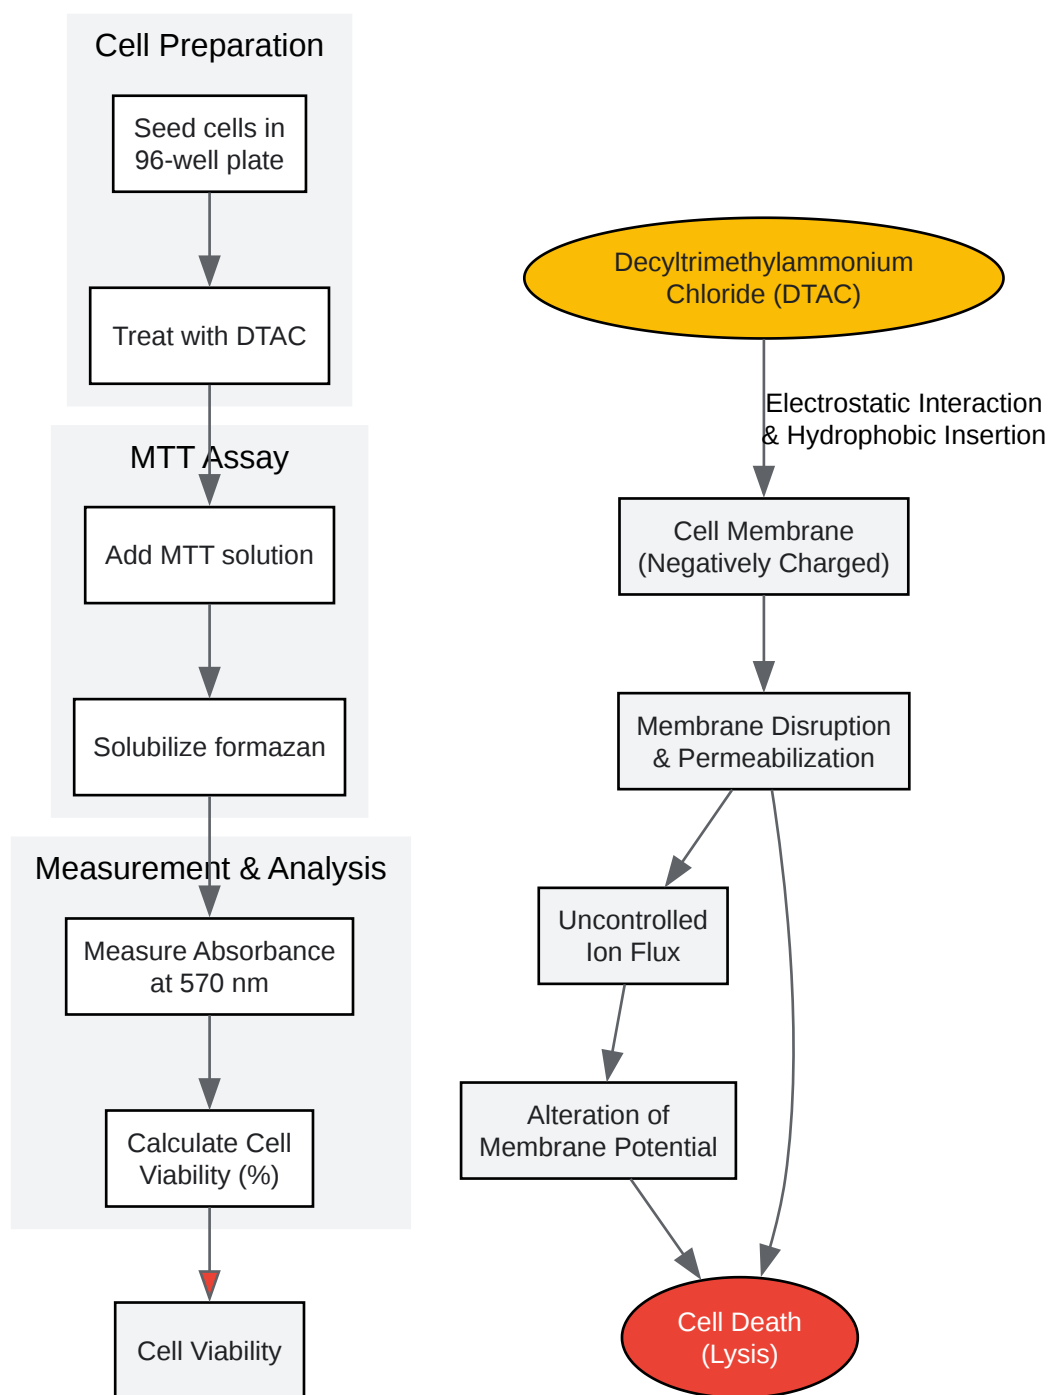 Cell Preparation
Seed cells in
96-well plate
Treat with DTAC
MTT Assay
Add MTT solution
Solubilize formazan
Measurement & Analysis
Measure Absorbance
at 570 nm
Calculate Cell
Viability (%)
Cell Viability
Decyltrimethylammonium
Chloride (DTAC)
Electrostatic Interaction
& Hydrophobic Insertion
Cell Membrane
(Negatively Charged)
Membrane Disruption
& Permeabilization
Uncontrolled
Ion Flux
Alteration of
Membrane Potential
Cell Death
(Lysis)